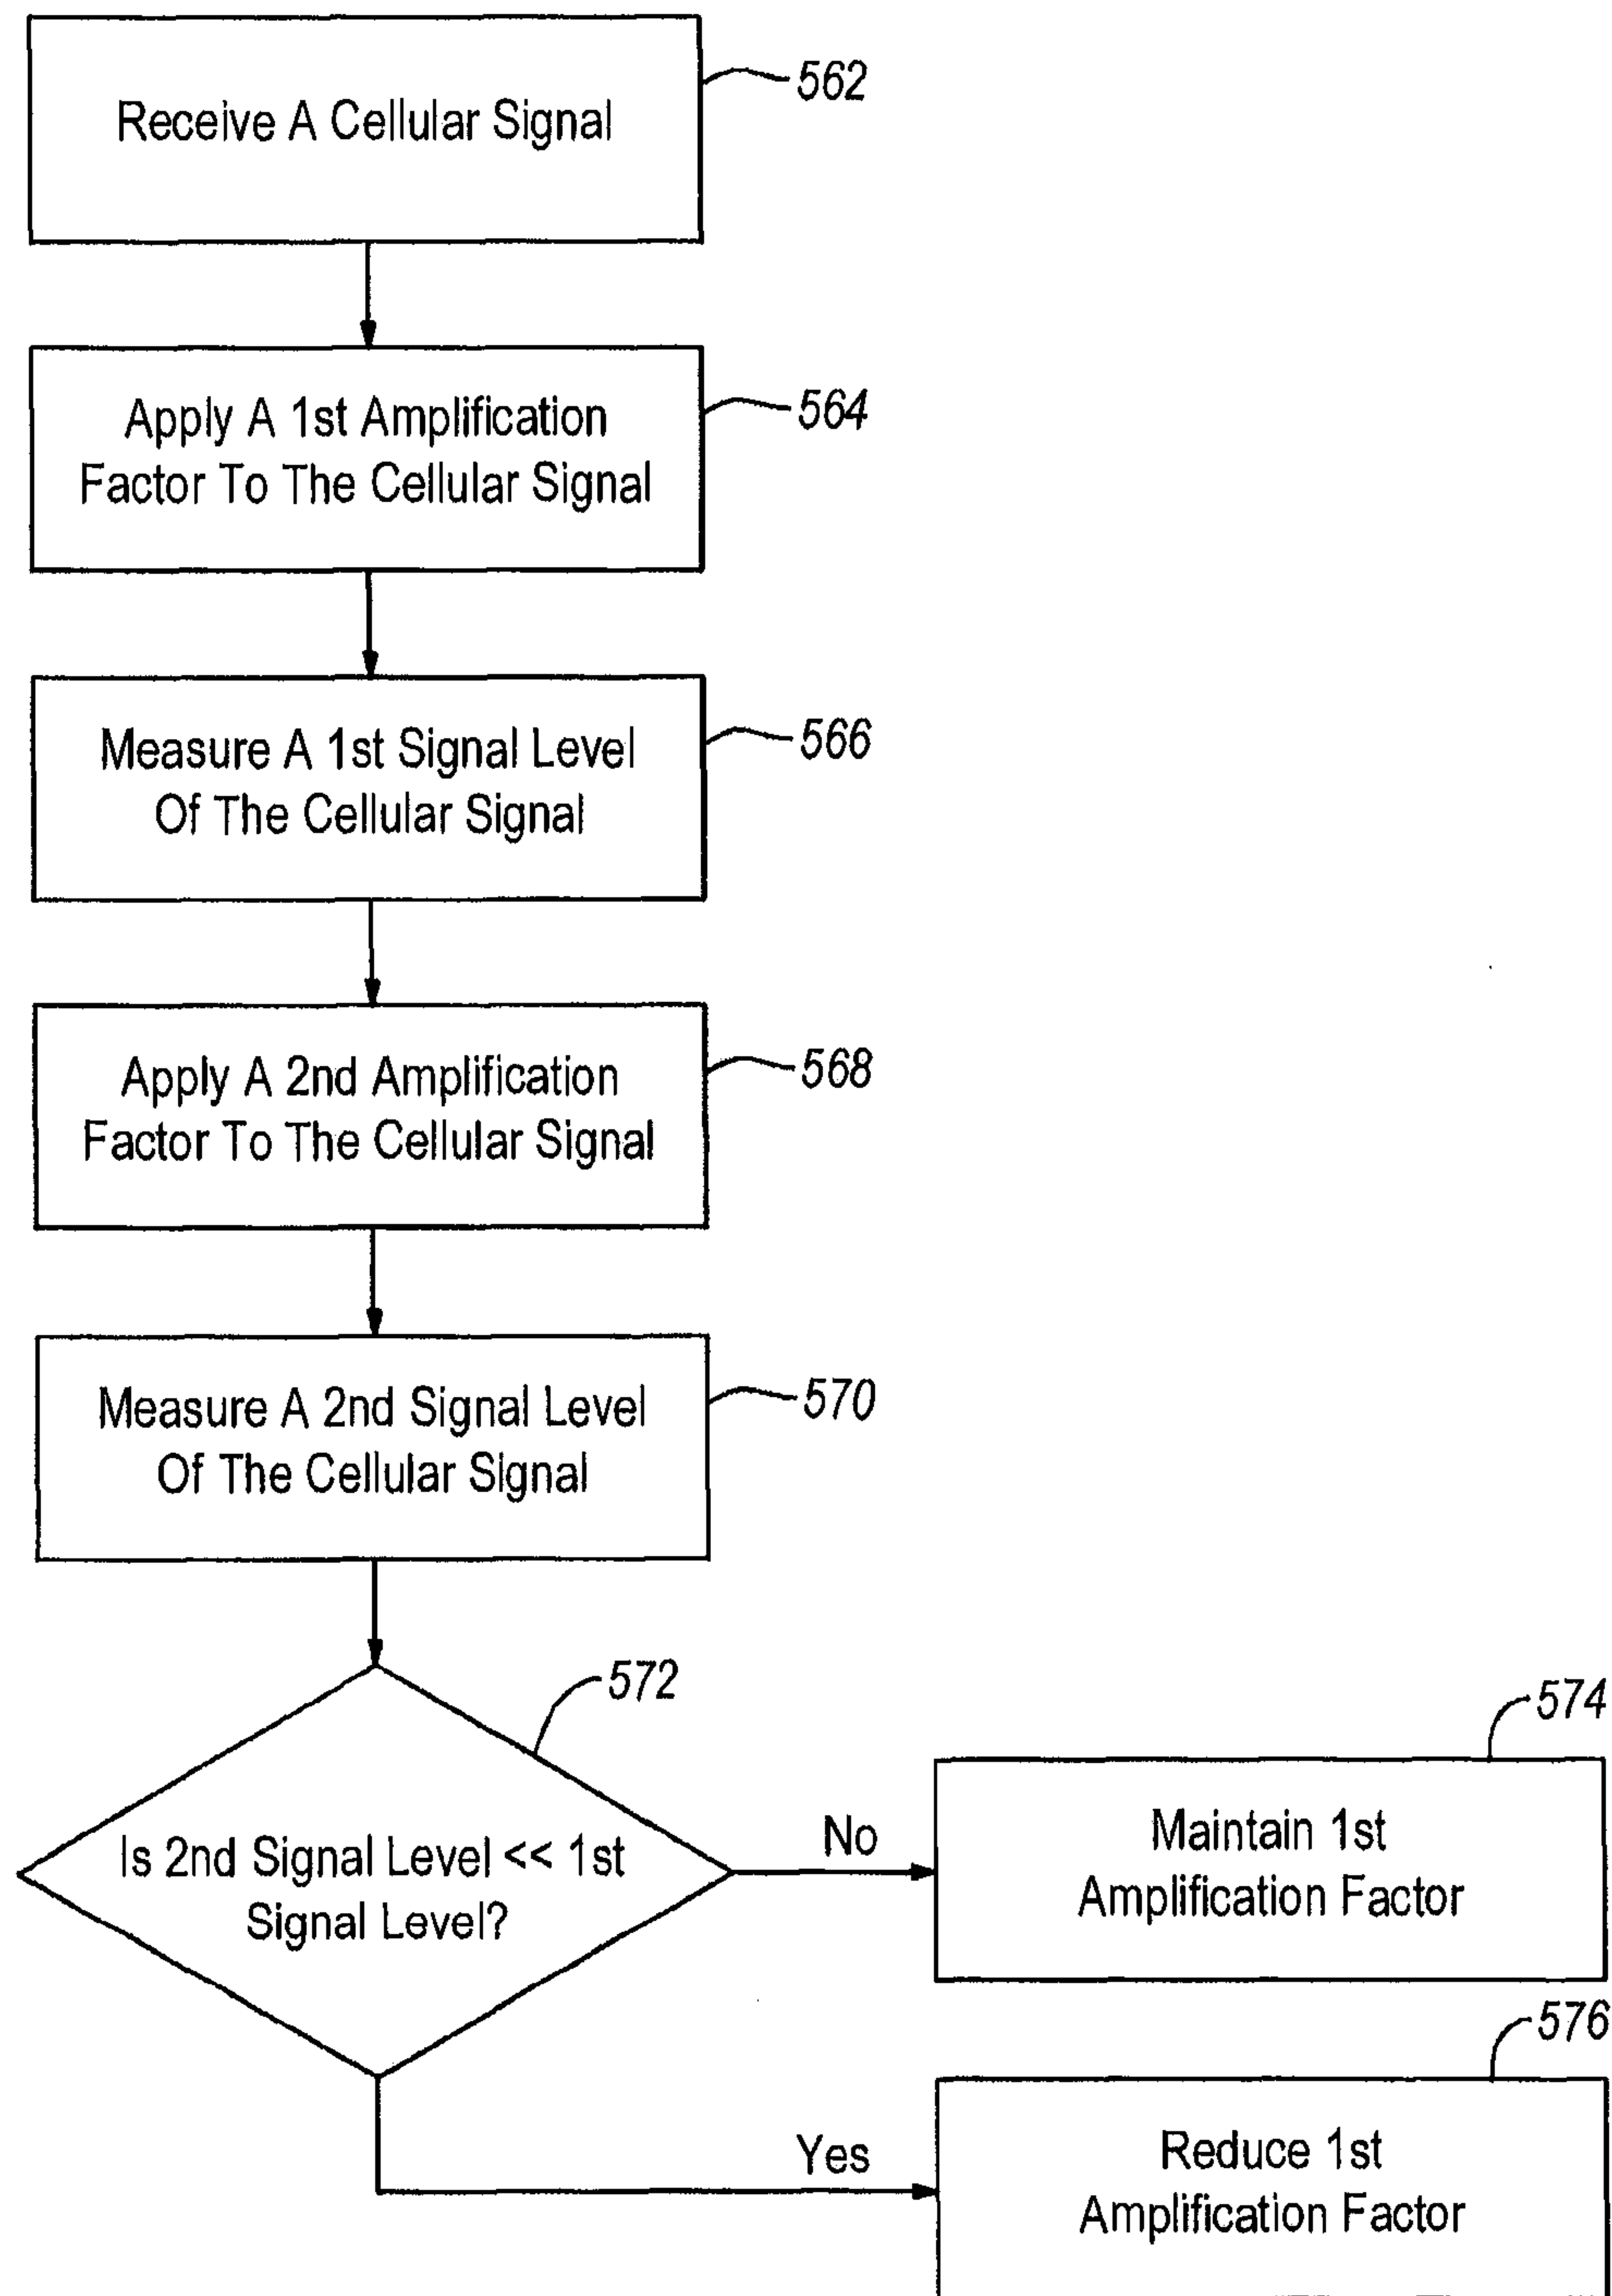 Receive A Cellular Signal
562
Apply A 1st Amplification
Factor To The Cellular Signal
564
Measure A 1st Signal Level
Of The Cellular Signal
566
Apply A 2nd Amplification
Factor To The Cellular Signal
568
Measure A 2nd Signal Level
Of The Cellular Signal
570
572
Is 2nd Signal Level << 1st
Signal Level?
No
574
Maintain 1st
Amplification Factor
Yes
576
Reduce 1st
Amplification Factor